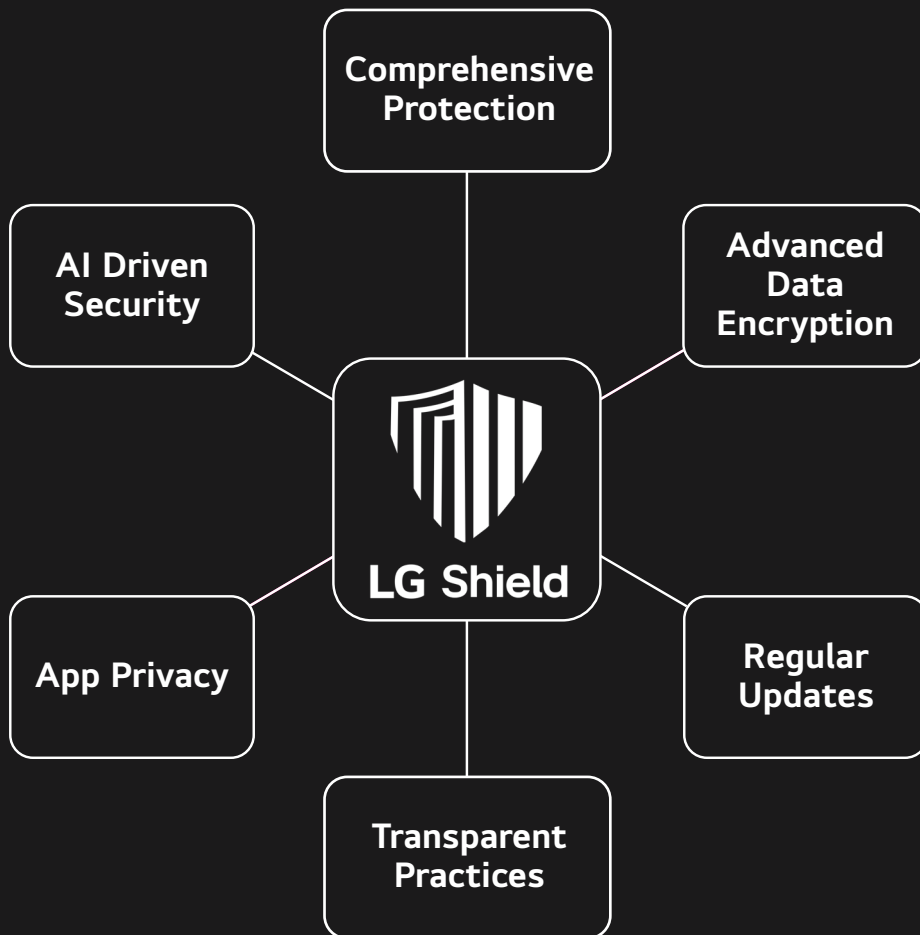 Comprehensive
Protection
AI Driven
Security
Advanced
Data
Encryption
LG Shield
App Privacy
Regular
Updates
Transparent
Practices